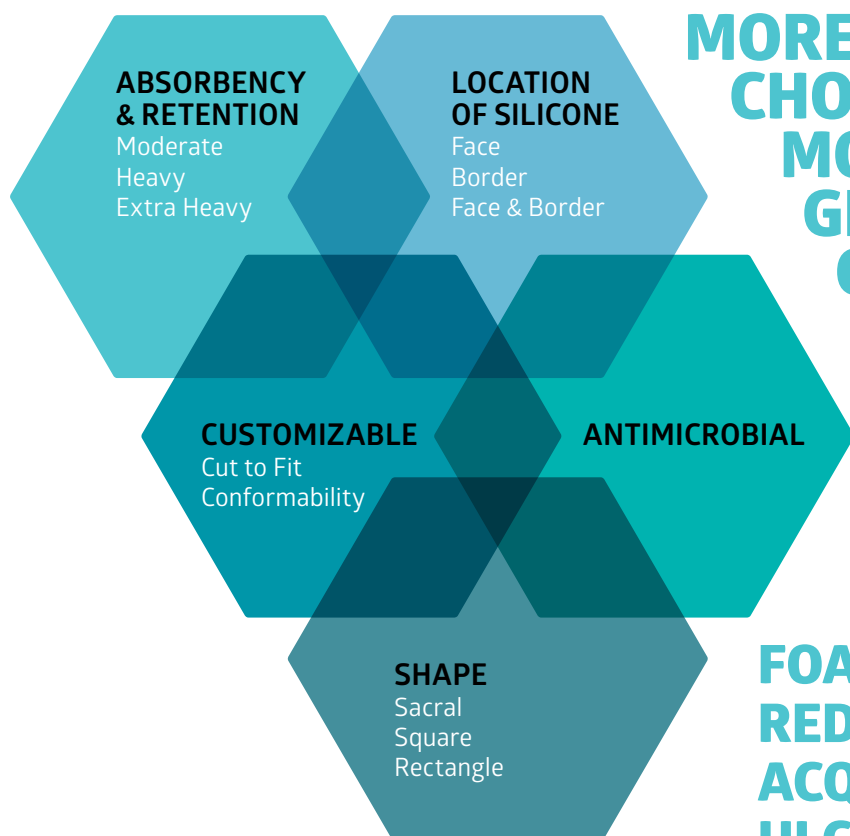 MORE
ABSORBENCY
& RETENTION
Moderate
Heavy
Extra Heavy
LOCATION
OF SILICONE
Face
Border
Face & Border
CUSTOMIZABLE
Cut to Fit
Conformability
ANTIMICROBIAL
SHAPE
Sacral
Square
Rectangle